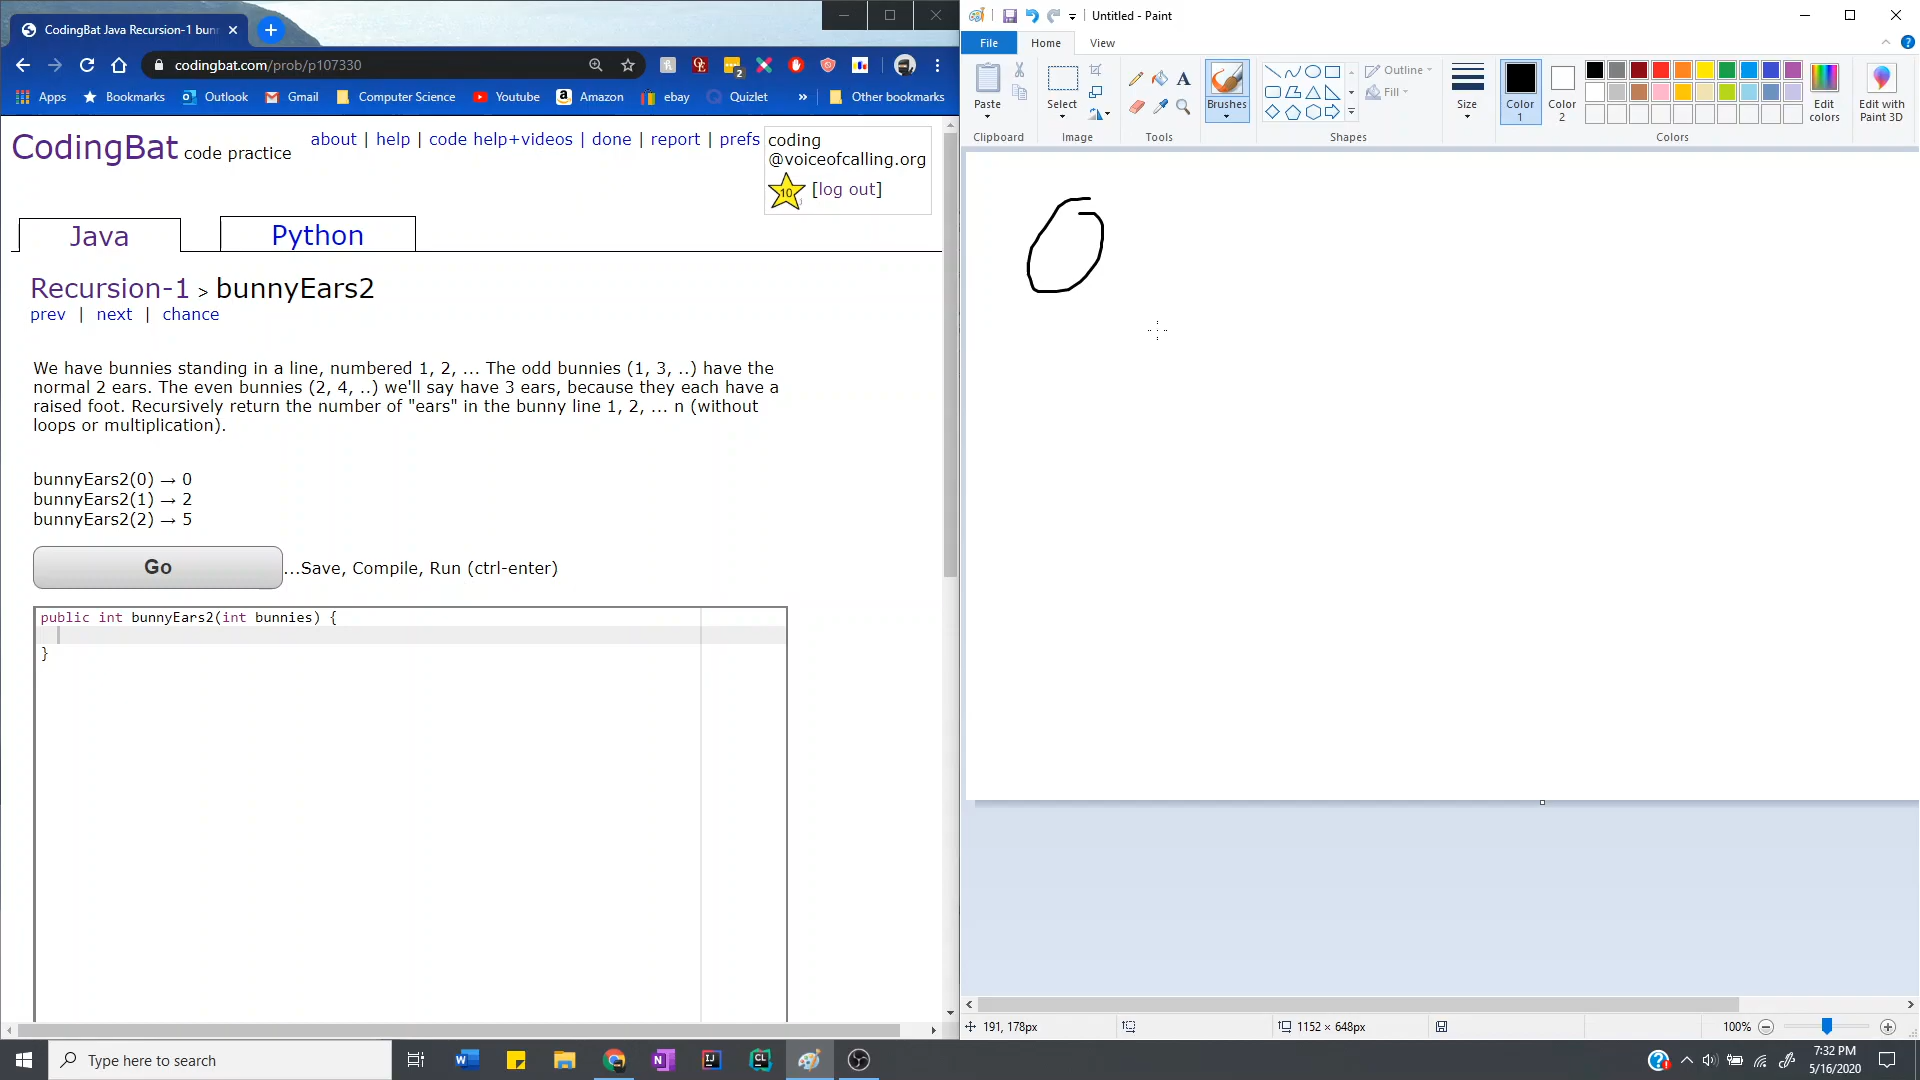 CodingBat Java Recursion-1 bun
Untitled - Paint
File Home View
codingbat.com/prob/p107330
Apps Bookmarks Outlook Gmail Computer Science Youtube Amazon ebay Quizlet » Other bookmarks
Paste Select Brushes Size Color 1 Color 2 Edit colors Edit with Paint 3D
Outline
Fill
Clipboard Image Tools Shapes Colors
CodingBat code practice
about | help | code help+videos | done | report | prefs
coding
@voiceofcalling.org
10 [log out]
Java Python
Recursion-1 > bunnyEars2
prev | next | chance
We have bunnies standing in a line, numbered 1, 2, ... The odd bunnies (1, 3, ..) have the
normal 2 ears. The even bunnies (2, 4, ..) we'll say have 3 ears, because they each have a
raised foot. Recursively return the number of "ears" in the bunny line 1, 2, ... n (without
loops or multiplication).
bunnyEars2(0) → 0
bunnyEars2(1) → 2
bunnyEars2(2) → 5
Go ...Save, Compile, Run (ctrl-enter)
public int bunnyEars2(int bunnies) {
}
191, 178px 1152 × 648px 100%
Type here to search
7:32 PM
5/16/2020